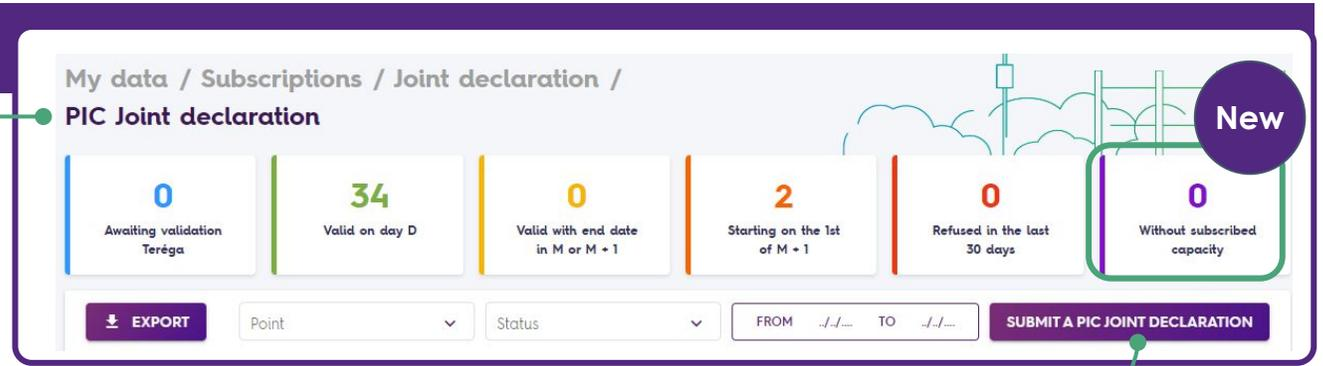 My data / Subscriptions / Joint declaration /
PIC Joint declaration
New
0
Awaiting validation
Teréga
34
Valid on day D
0
Valid with end date
in M or M + 1
2
Starting on the 1st
of M + 1
0
Refused in the last
30 days
0
Without subscribed
capacity
EXPORT
Point
Status
FROM ../../.... TO ../../....
SUBMIT A PIC JOINT DECLARATION